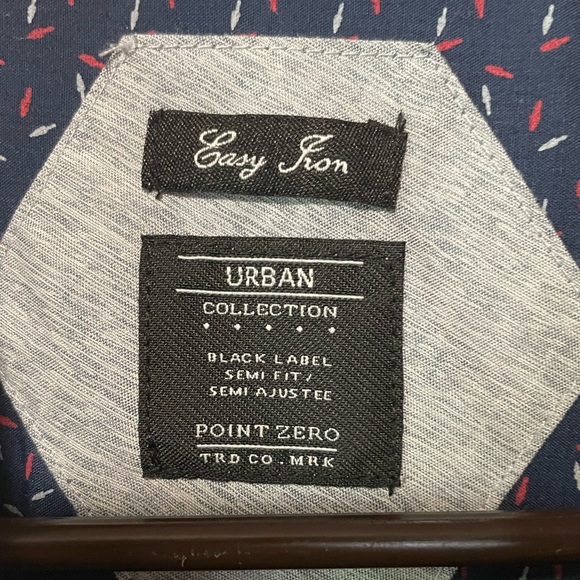 Easy Iron
URBAN
COLLECTION
BLACK LABEL
SEMI FIT/
SEMI AJUSTEE
POINT ZERO
TRD CO. MRK